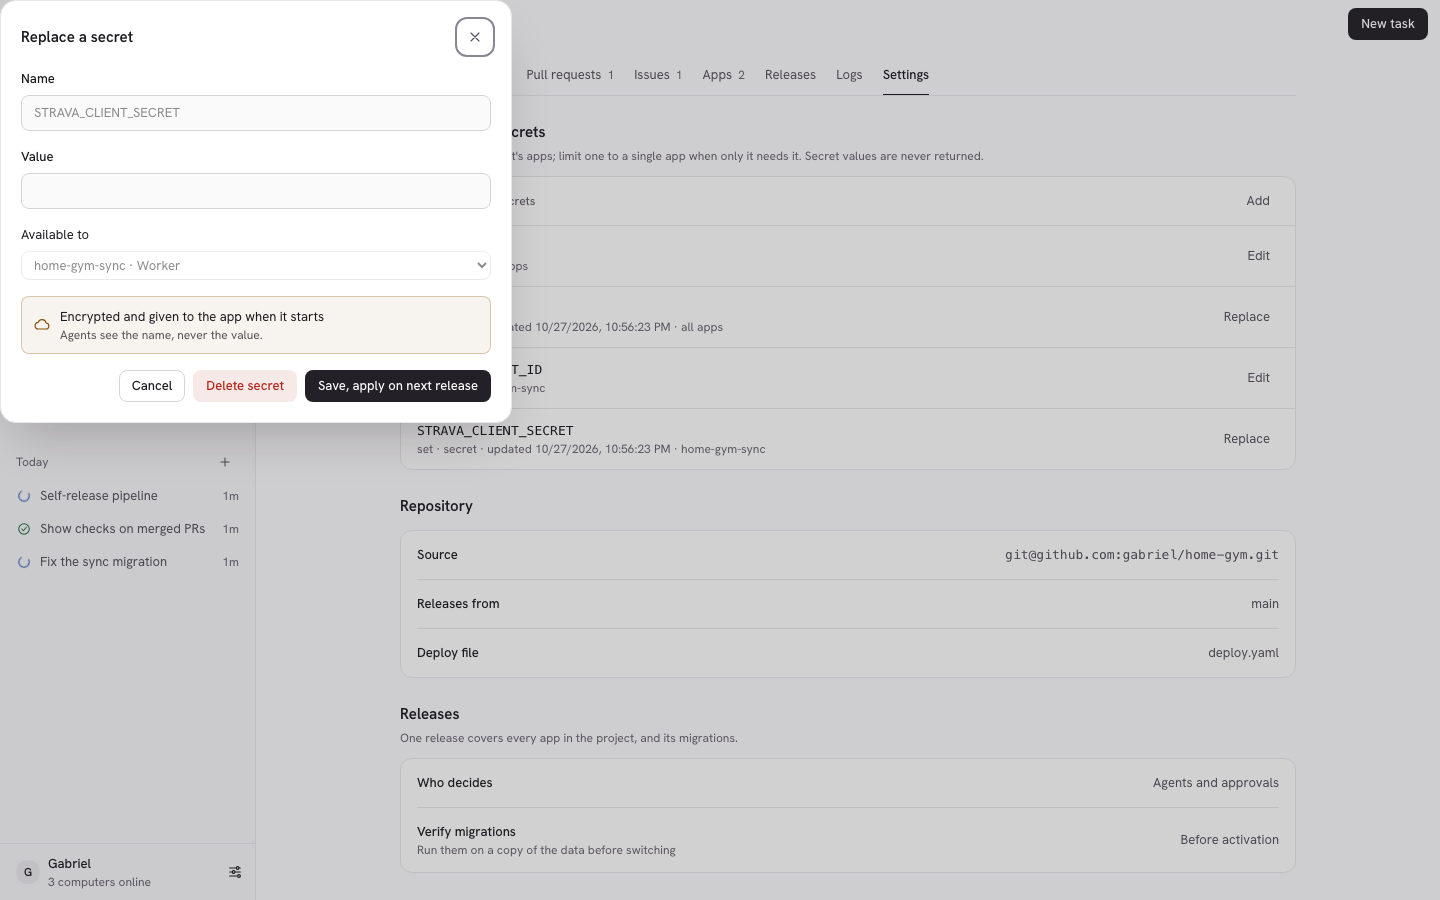 Replace a secret
Name
STRAVA_CLIENT_SECRET
Value
Available to
home-gym-sync · Worker
Encrypted and given to the app when it starts
Agents see the name, never the value.
Cancel
Delete secret
Save, apply on next release
New task
Pull requests 1
Issues 1
Apps 2
Releases
Logs
Settings
apps; limit one to a single app when only it needs it. Secret values are never returned.
Add
Edit
10/27/2026, 10:56:23 PM · all apps
Replace
Edit
STRAVA_CLIENT_SECRET
set · secret · updated 10/27/2026, 10:56:23 PM · home-gym-sync
Replace
Repository
Source
git@github.com:gabriel/home-gym.git
Releases from
main
Deploy file
deploy.yaml
Releases
One release covers every app in the project, and its migrations.
Who decides
Agents and approvals
Verify migrations
Run them on a copy of the data before switching
Before activation
Today
Self-release pipeline 1m
Show checks on merged PRs 1m
Fix the sync migration 1m
G
Gabriel
3 computers online